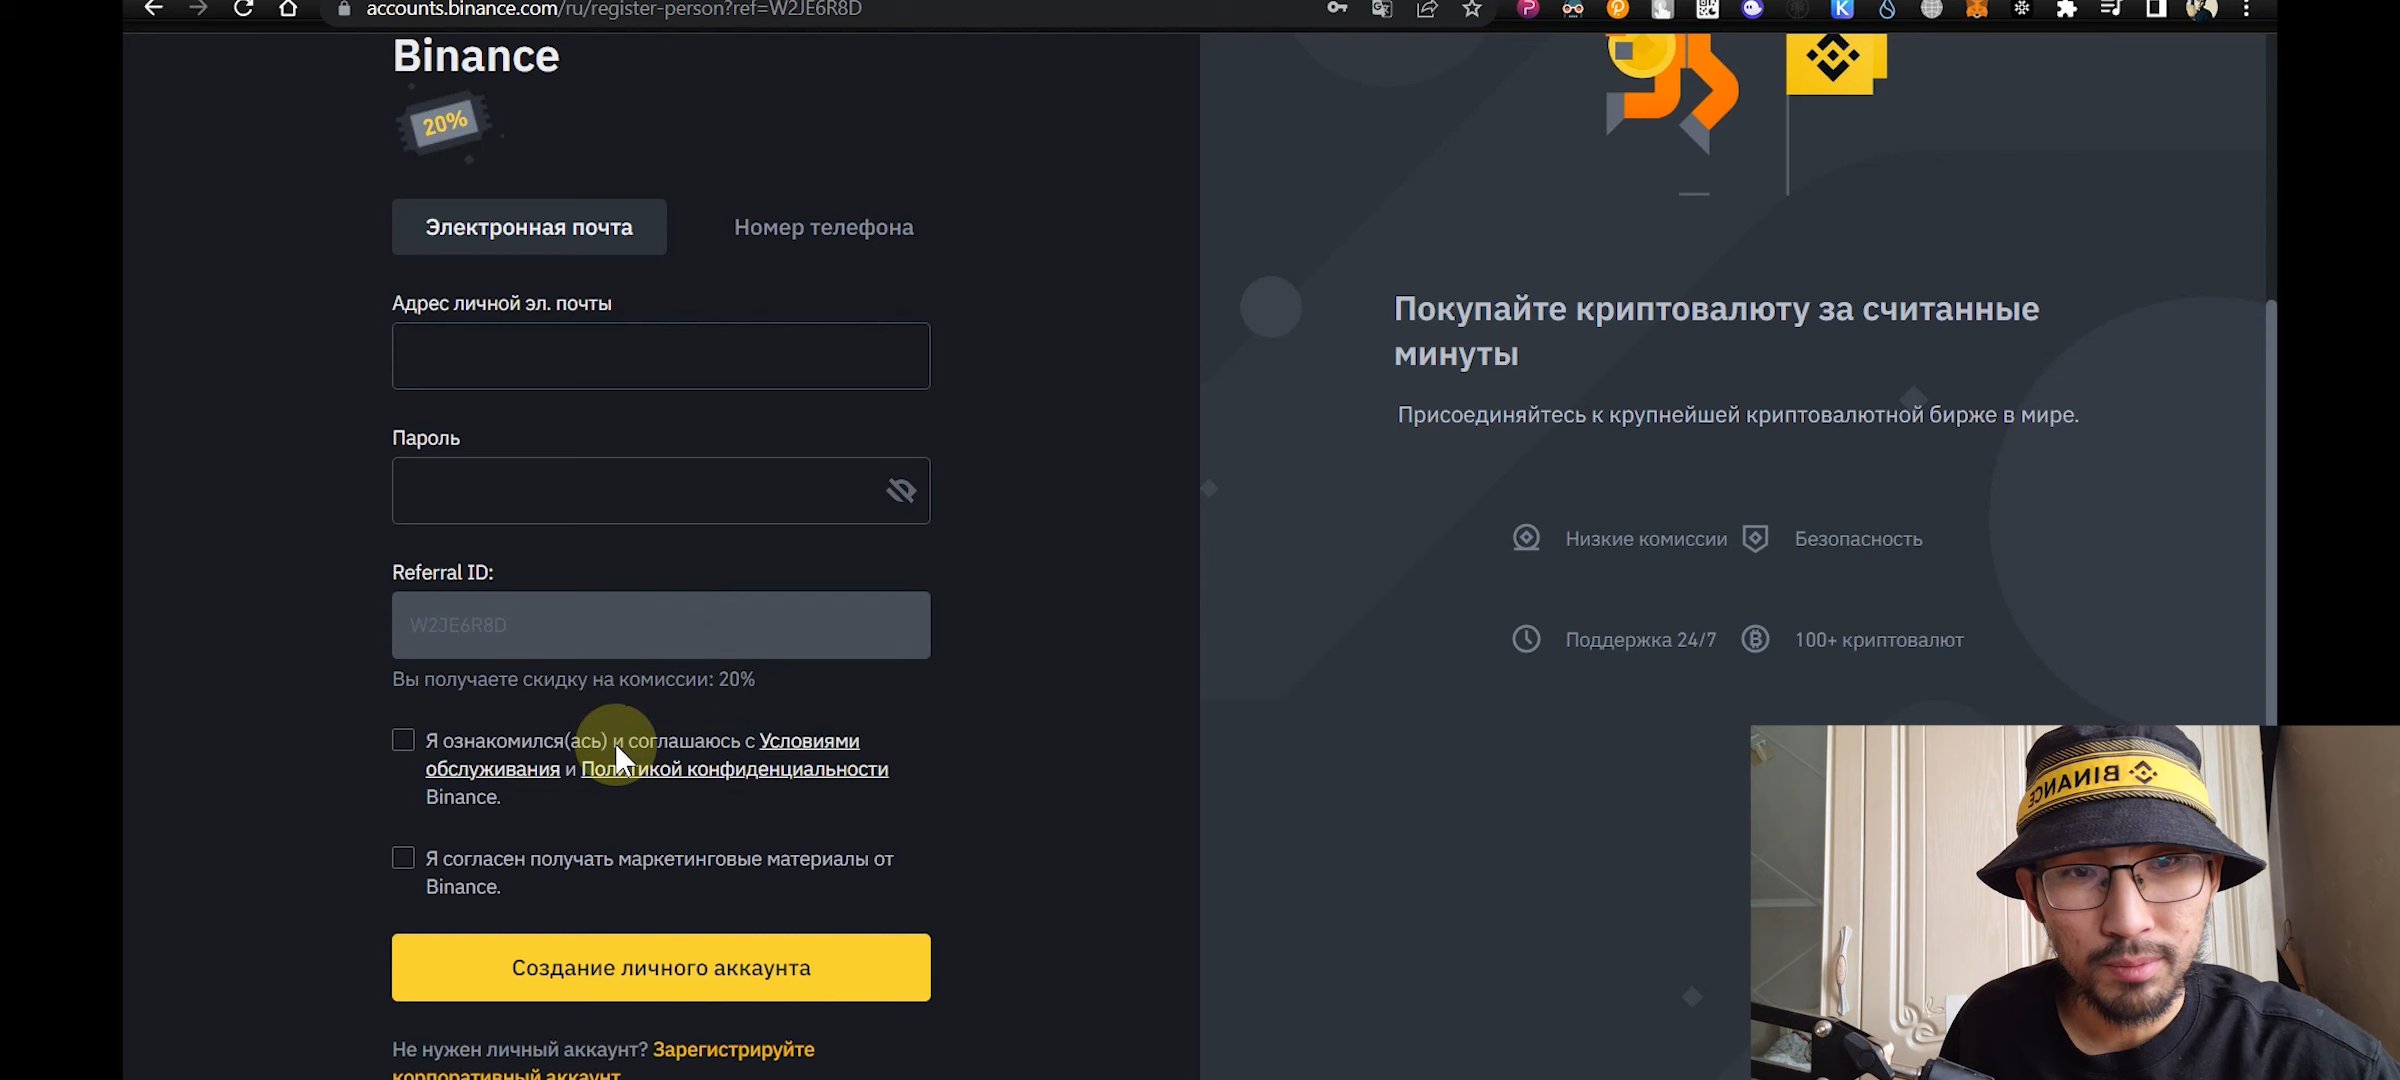 accounts.binance.com/ru/register-person?ref=W2JE6R8D
Binance
20%
Электронная почта
Номер телефона
Адрес личной эл. почты
Пароль
Referral ID:
W2JE6R8D
Вы получаете скидку на комиссии: 20%
Я ознакомился(ась) и соглашаюсь с Условиями
обслуживания и Политикой конфиденциальности
Binance.
Я согласен получать маркетинговые материалы от
Binance.
Создание личного аккаунта
Не нужен личный аккаунт? Зарегистрируйте
корпоративный аккаунт
Покупайте криптовалюту за считанные
минуты
Присоединяйтесь к крупнейшей криптовалютной бирже в мире.
Низкие комиссии
Безопасность
Поддержка 24/7
100+ криптовалют
BINANCE